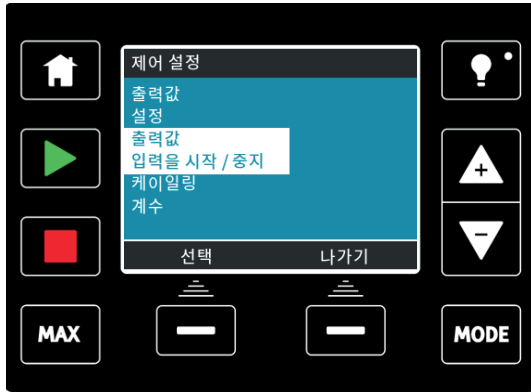 제어 설정
출력값
설정
출력값
입력을 시작 / 중지
케이일링
계수
선택 나가기
MAX
MODE